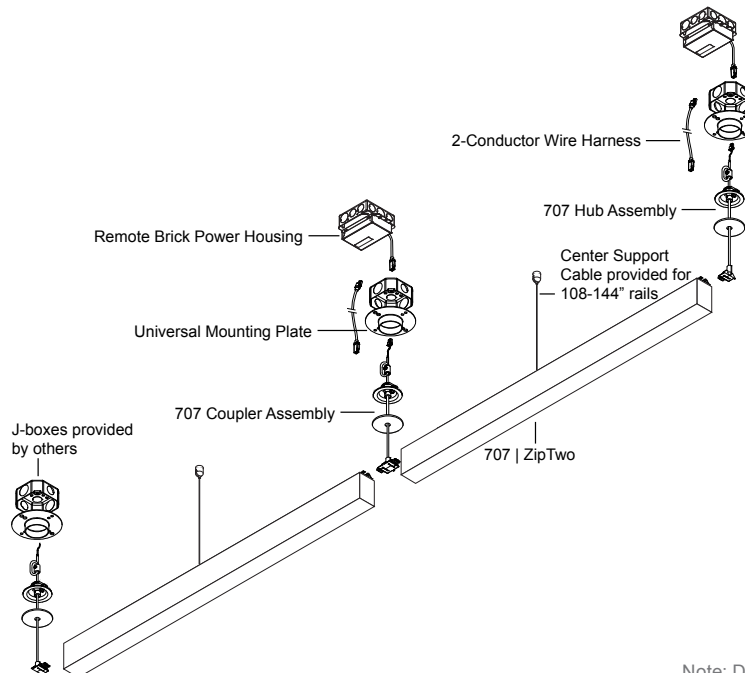 2-Conductor Wire Harness
707 Hub Assembly
Remote Brick Power Housing
Center Support
Cable provided for
108-144” rails
Universal Mounting Plate
707 Coupler Assembly
J-boxes provided
by others
707 | ZipTwo
Note: D